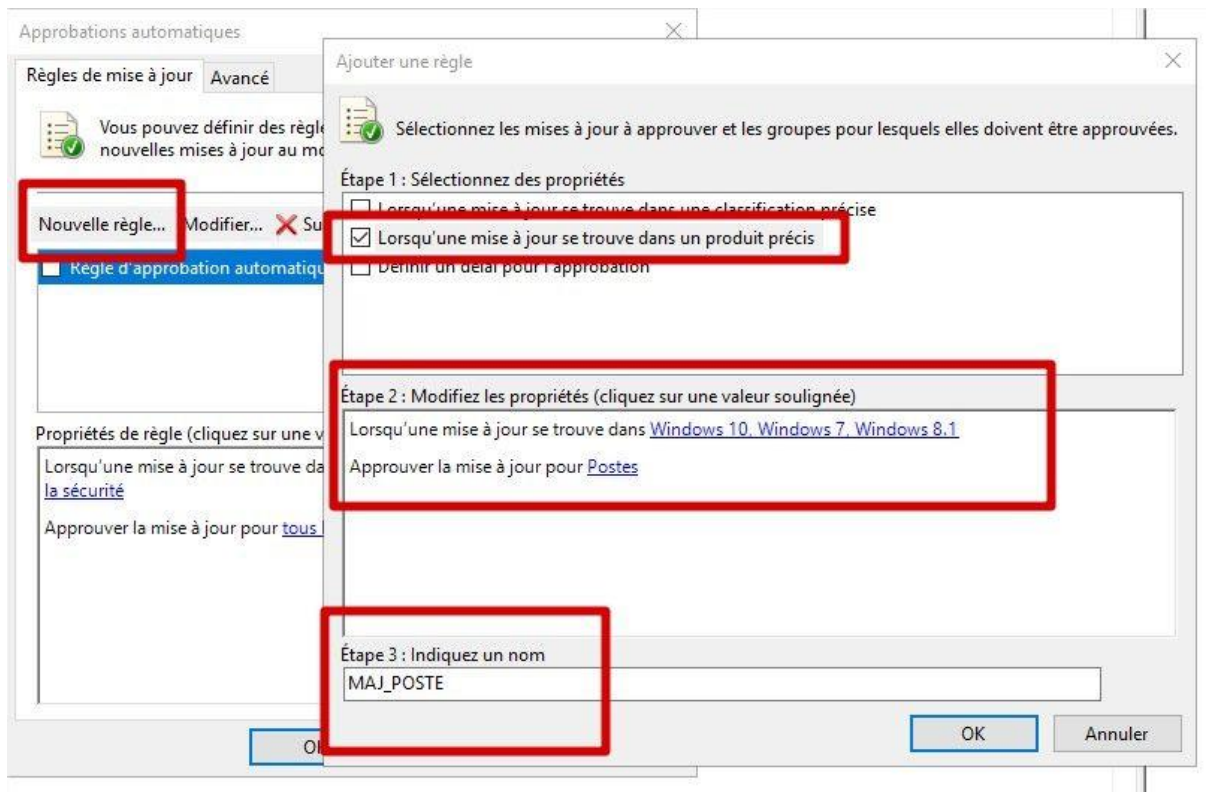 Approbations automatiques
Règles de mise à jour
Avancé
Vous pouvez définir des règle
nouvelles mises à jour au mo
Nouvelle règle...
Modifier...
Su
Règle d'approbation automatiqu
Propriétés de règle (cliquez sur une v
Lorsqu'une mise à jour se trouve da
la sécurité
Approuver la mise à jour pour tous l
Ajouter une règle
Sélectionnez les mises à jour à approuver et les groupes pour lesquels elles doivent être approuvées.
Étape 1 : Sélectionnez des propriétés
Lorsqu'une mise à jour se trouve dans une classification précise
Lorsqu'une mise à jour se trouve dans un produit précis
Définir un délai pour l'approbation
Étape 2 : Modifiez les propriétés (cliquez sur une valeur soulignée)
Lorsqu'une mise à jour se trouve dans Windows 10, Windows 7, Windows 8.1
Approuver la mise à jour pour Postes
Étape 3 : Indiquez un nom
MAJ_POSTE
OK
Annuler